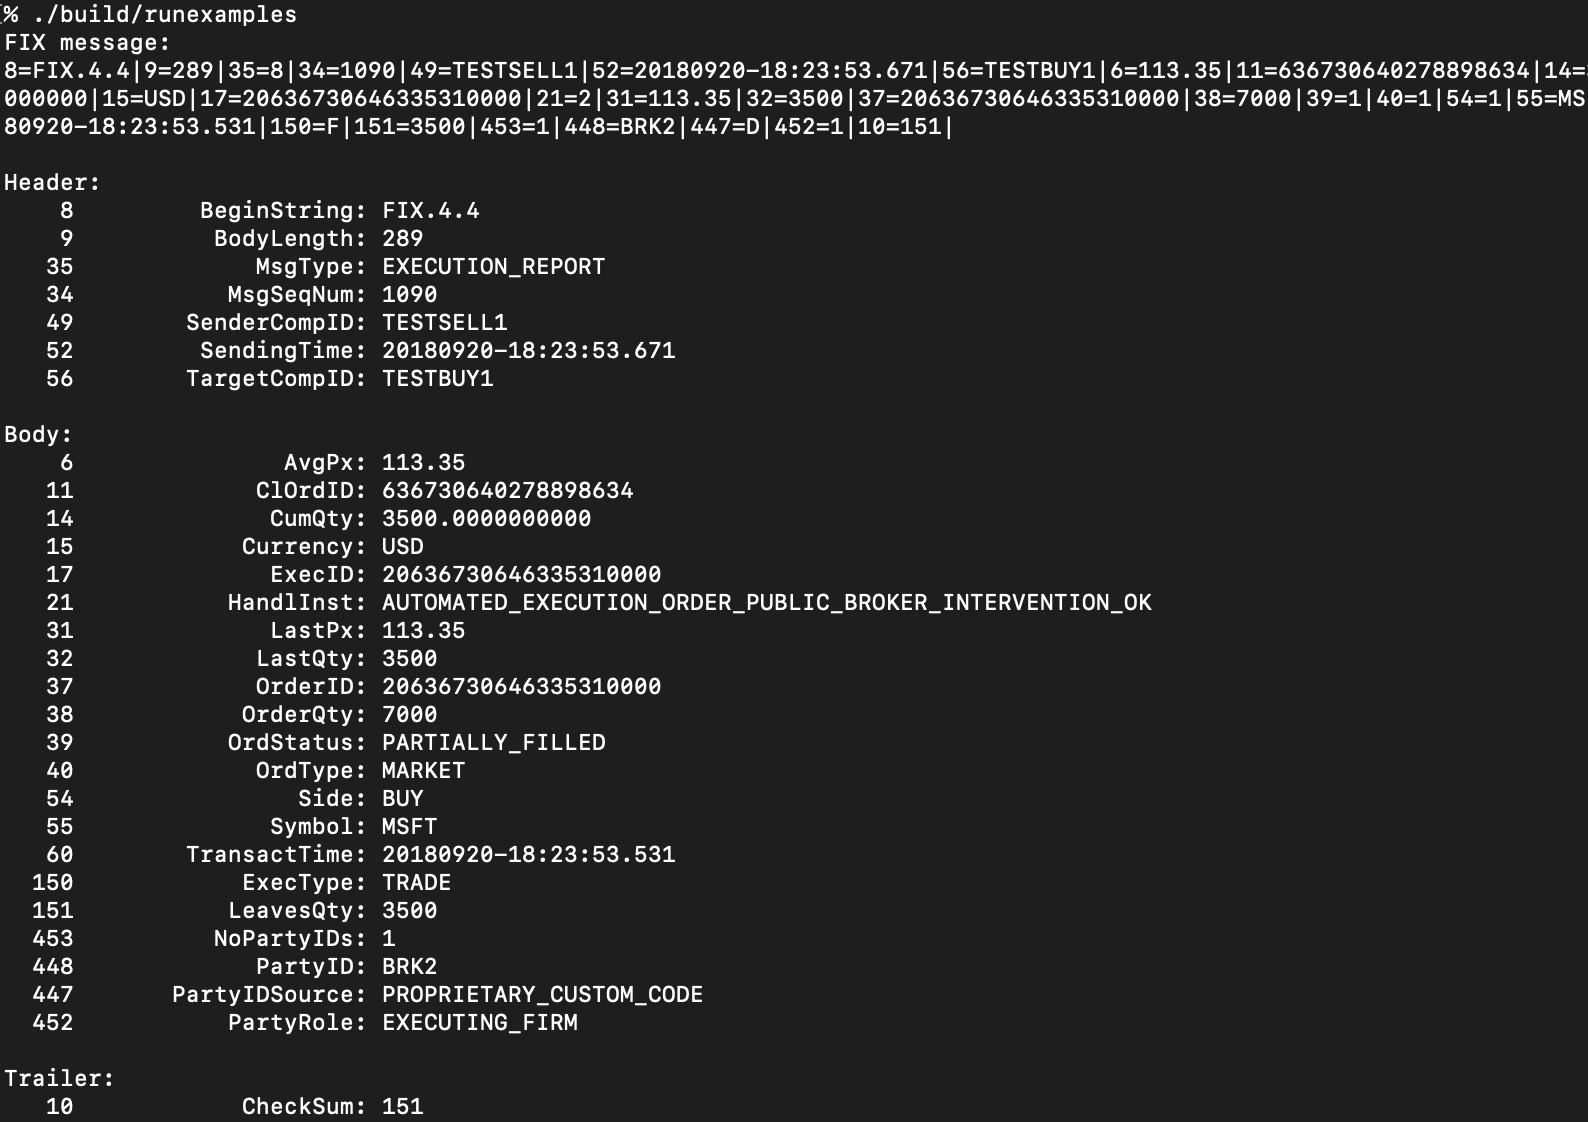 % ./build/runexamples
FIX message:
8=FIX.4.4|9=289|35=8|34=1090|49=TESTSELL1|52=20180920-18:23:53.671|56=TESTBUY1|6=113.35|11=636730640278898634|14=
000000|15=USD|17=20636730646335310000|21=2|31=113.35|32=3500|37=20636730646335310000|38=7000|39=1|40=1|54=1|55=MS
80920-18:23:53.531|150=F|151=3500|453=1|448=BRK2|447=D|452=1|10=151|
Header:
8 BeginString: FIX.4.4
9 BodyLength: 289
35 MsgType: EXECUTION_REPORT
34 MsgSeqNum: 1090
49 SenderCompID: TESTSELL1
52 SendingTime: 20180920-18:23:53.671
56 TargetCompID: TESTBUY1
Body:
6 AvgPx: 113.35
11 ClOrdID: 636730640278898634
14 CumQty: 3500.0000000000
15 Currency: USD
17 ExecID: 20636730646335310000
21 HandlInst: AUTOMATED_EXECUTION_ORDER_PUBLIC_BROKER_INTERVENTION_OK
31 LastPx: 113.35
32 LastQty: 3500
37 OrderID: 20636730646335310000
38 OrderQty: 7000
39 OrdStatus: PARTIALLY_FILLED
40 OrdType: MARKET
54 Side: BUY
55 Symbol: MSFT
60 TransactTime: 20180920-18:23:53.531
150 ExecType: TRADE
151 LeavesQty: 3500
453 NoPartyIDs: 1
448 PartyID: BRK2
447 PartyIDSource: PROPRIETARY_CUSTOM_CODE
452 PartyRole: EXECUTING_FIRM
Trailer:
10 CheckSum: 151